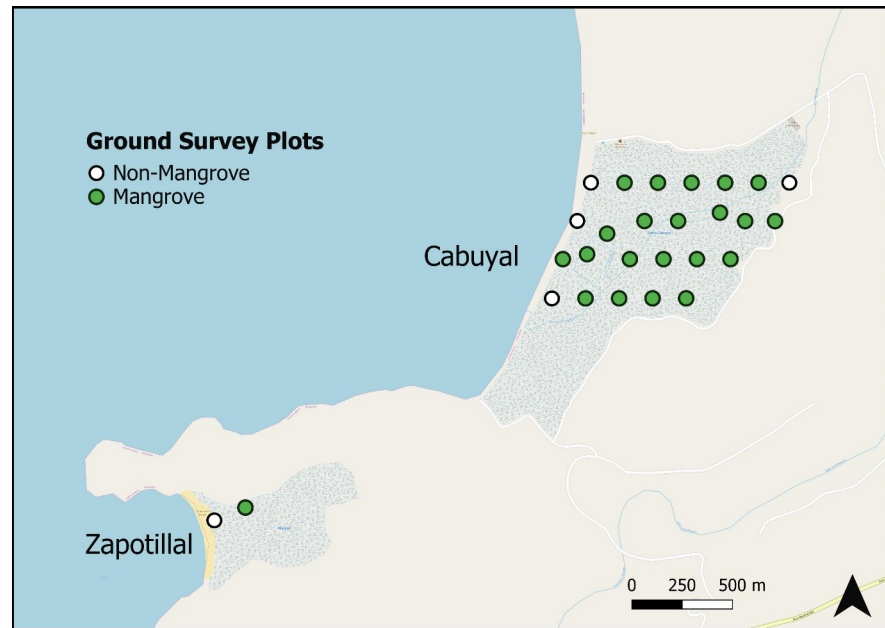 Ground Survey Plots
Non-Mangrove
Mangrove
Cabuyal
Zapotillal
0 250 500 m